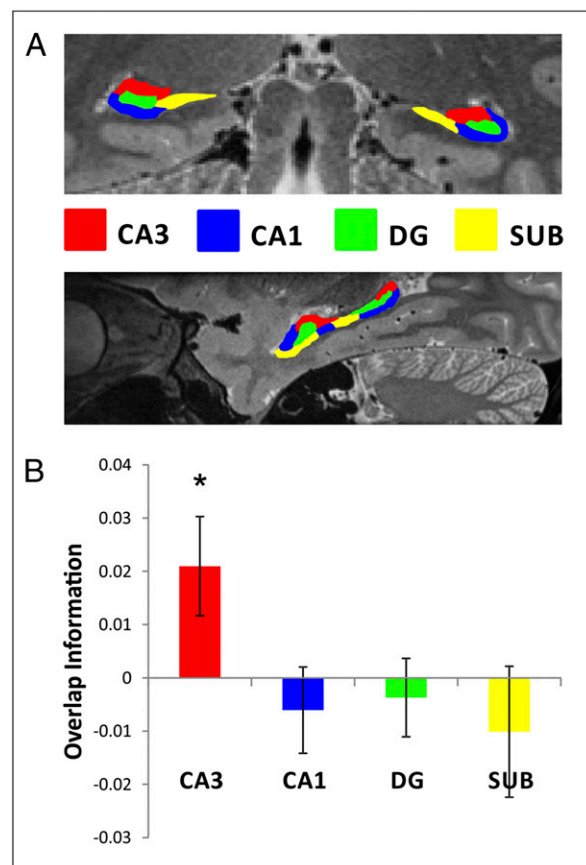 A
CA3 CA1 DG SUB
B
Overlap Information
0.04
0.03
0.02
0.01
0
-0.01
-0.02
-0.03
*
CA3 CA1 DG SUB